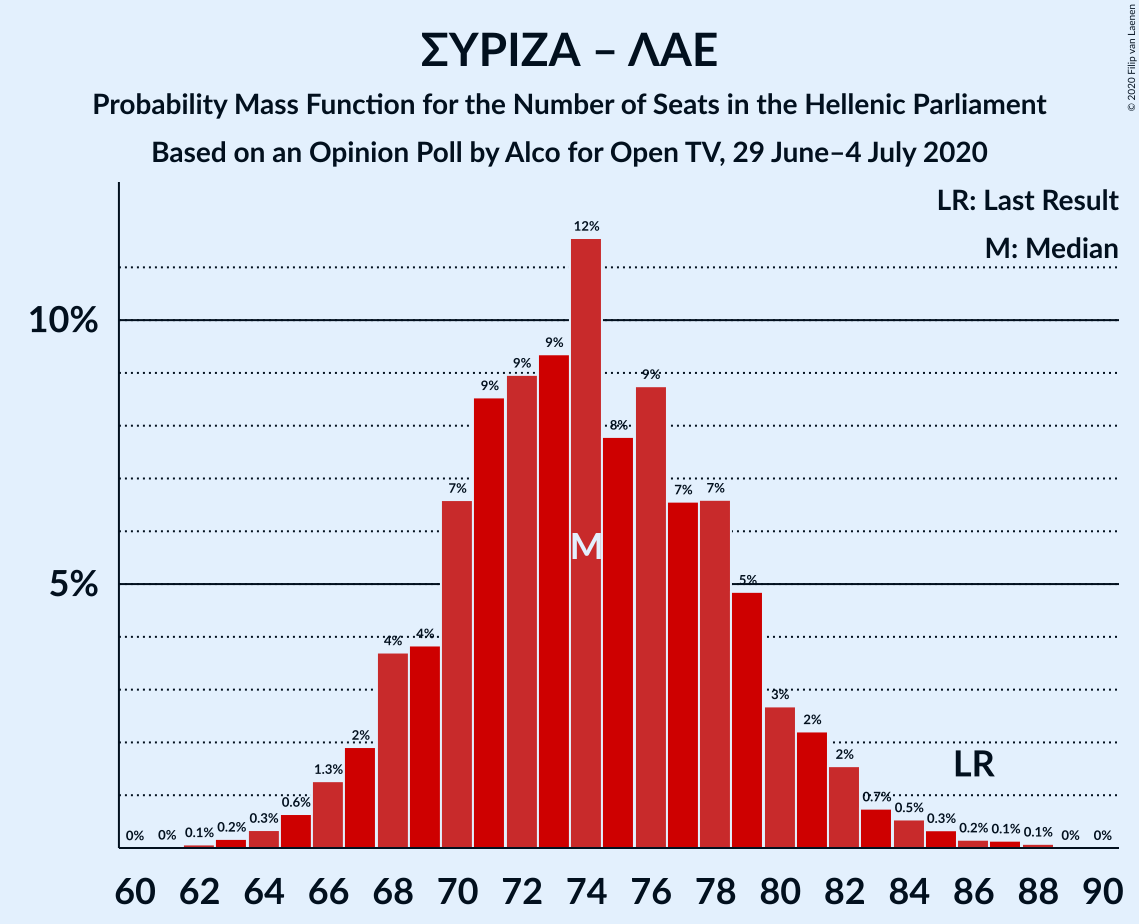 ΣΥΡΙΖΑ – ΛΑΕ
Probability Mass Function for the Number of Seats in the Hellenic Parliament
Based on an Opinion Poll by Alco for Open TV, 29 June–4 July 2020
© 2020 Filip van Laenen
LR: Last Result
M: Median
10%
5%
0% 0% 0.1% 0.2% 0.3% 0.6% 1.3% 2% 4% 4% 7% 9% 9% 9% 12% 8% 9% 7% 7% 5% 3% 2% 2% 0.7% 0.5% 0.3% 0.2% 0.1% 0.1% 0% 0%
M
LR
60 62 64 66 68 70 72 74 76 78 80 82 84 86 88 90